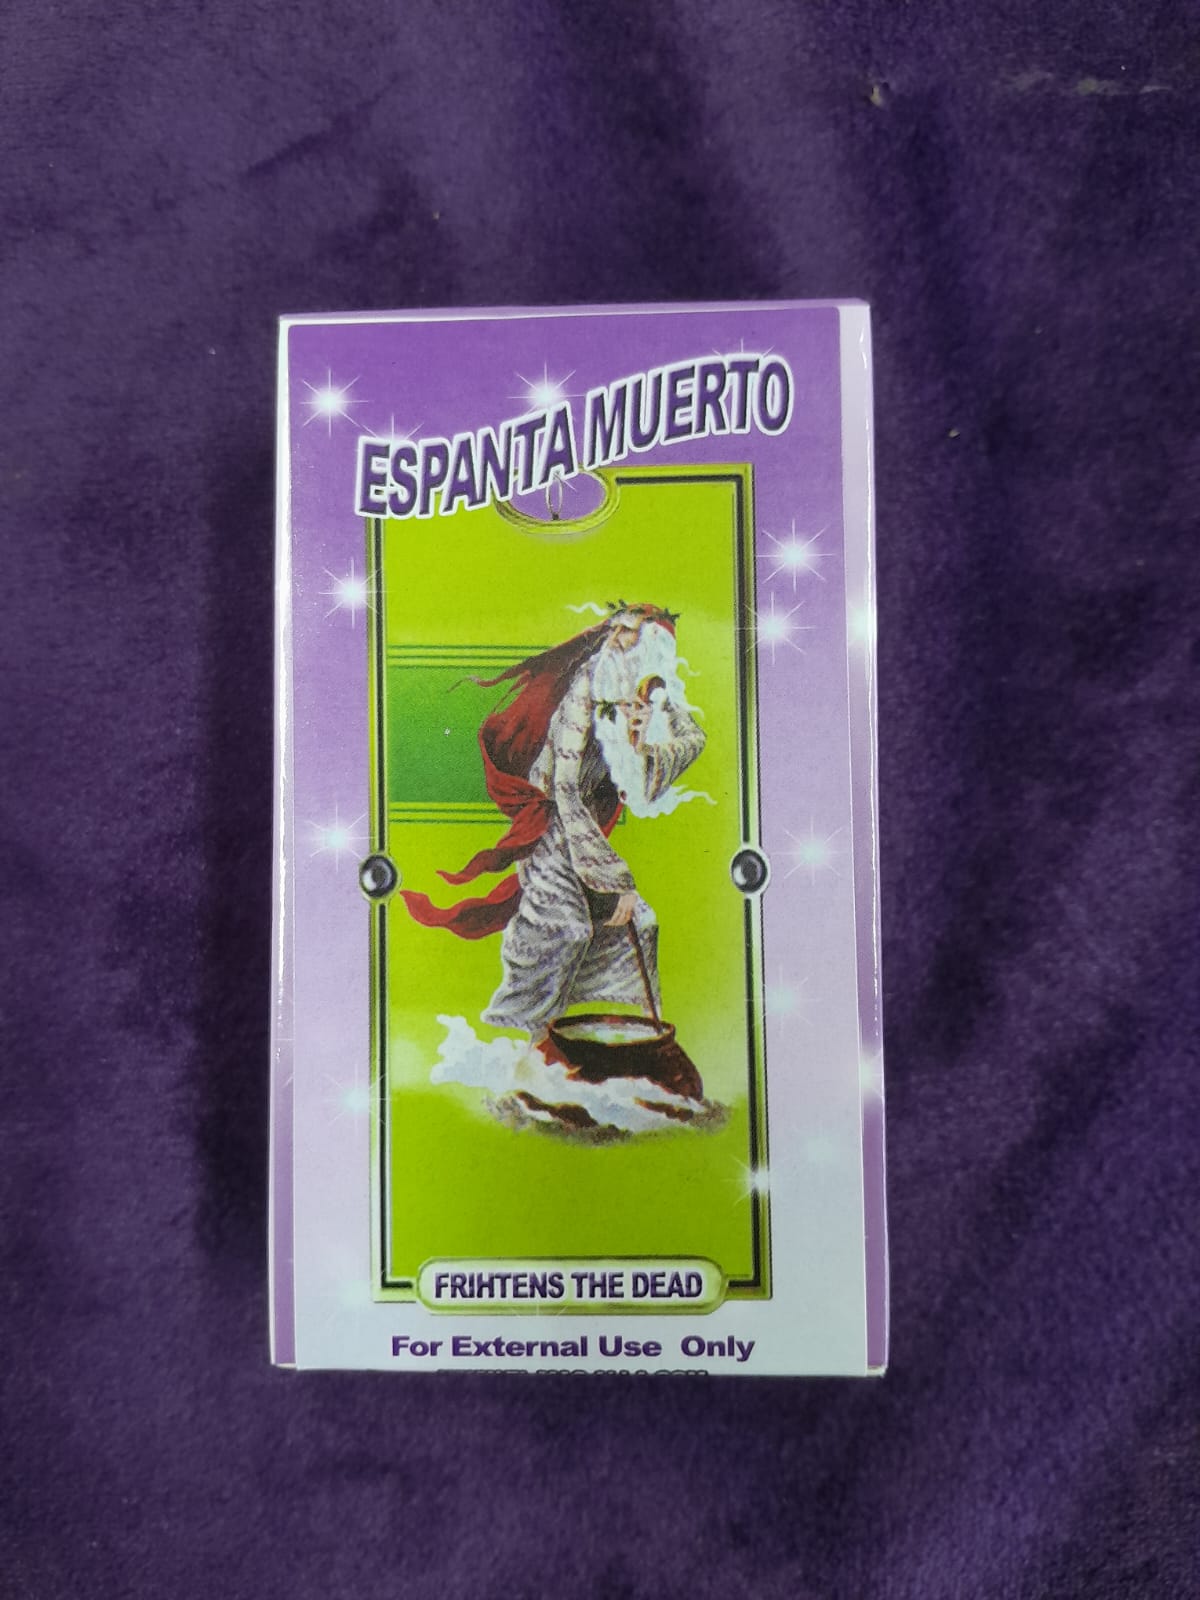 ESPANTA MUERTO
FRIHTENS THE DEAD
For External Use Only